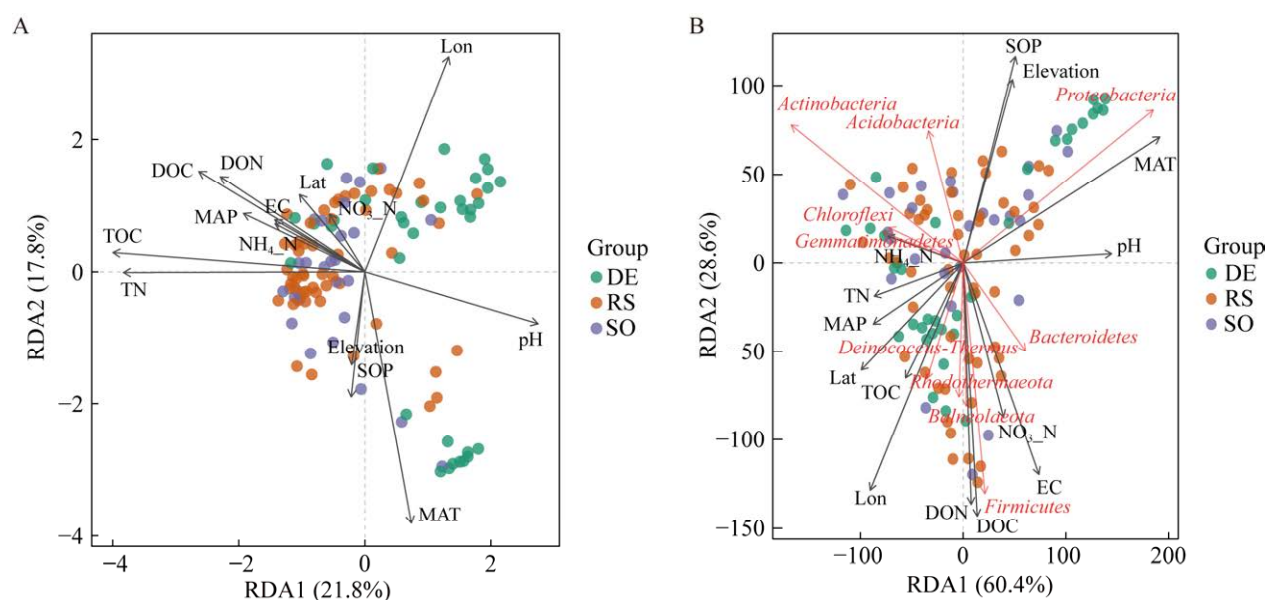 A
Lon
2
DOC
DON
Lat
MAP
EC
NO₃_N
TOC
NH₄_N
0
TN
Elevation
SOP
pH
−2
MAT
−4
−4
−2
0
2
RDA1 (21.8%)
RDA2 (17.8%)
Group
DE
RS
SO
B
SOP
100
Elevation
Actinobacteria
Proteobacteria
Acidobacteria
MAT
50
Chloroflexi
Gemmatimonadetes
NH₄_N
pH
0
TN
MAP
Bacteroidetes
Deinococcus-Thermus
−50
Lat
TOC
Rhodothermaeota
Balneolaeota
NO₃_N
−100
EC
Lon
DON
Firmicutes
DOC
−150
−100
0
100
200
RDA1 (60.4%)
RDA2 (28.6%)
Group
DE
RS
SO